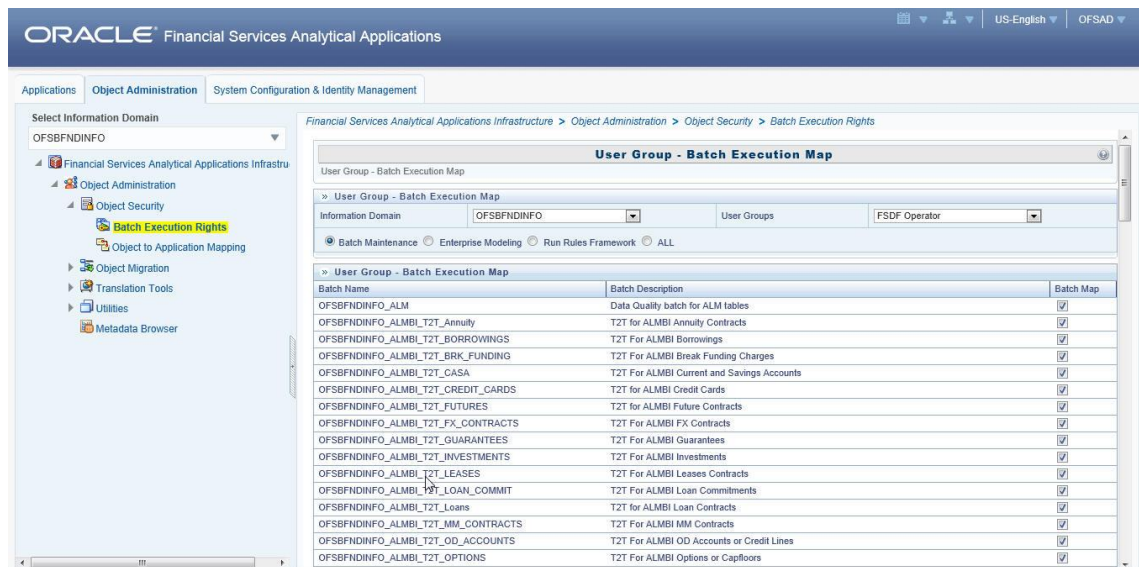 US-English
OFSAD
ORACLE Financial Services Analytical Applications
Applications
Object Administration
System Configuration & Identity Management
Select Information Domain
OFSBFNDINFO
Financial Services Analytical Applications Infrastru
Object Administration
Object Security
Batch Execution Rights
Object to Application Mapping
Object Migration
Translation Tools
Utilities
Metadata Browser
Financial Services Analytical Applications Infrastructure > Object Administration > Object Security > Batch Execution Rights
User Group - Batch Execution Map
User Group - Batch Execution Map
» User Group - Batch Execution Map
Information Domain OFSBFNDINFO User Groups FSDF Operator
Batch Maintenance Enterprise Modeling Run Rules Framework ALL
» User Group - Batch Execution Map
Batch Name Batch Description Batch Map
OFSBFNDINFO_ALM Data Quality batch for ALM tables
OFSBFNDINFO_ALMBI_T2T_Annuity T2T for ALMBI Annuity Contracts
OFSBFNDINFO_ALMBI_T2T_BORROWINGS T2T For ALMBI Borrowings
OFSBFNDINFO_ALMBI_T2T_BRK_FUNDING T2T For ALMBI Break Funding Charges
OFSBFNDINFO_ALMBI_T2T_CASA T2T For ALMBI Current and Savings Accounts
OFSBFNDINFO_ALMBI_T2T_CREDIT_CARDS T2T for ALMBI Credit Cards
OFSBFNDINFO_ALMBI_T2T_FUTURES T2T for ALMBI Future Contracts
OFSBFNDINFO_ALMBI_T2T_FX_CONTRACTS T2T For ALMBI FX Contracts
OFSBFNDINFO_ALMBI_T2T_GUARANTEES T2T For ALMBI Guarantees
OFSBFNDINFO_ALMBI_T2T_INVESTMENTS T2T For ALMBI Investments
OFSBFNDINFO_ALMBI_T2T_LEASES T2T For ALMBI Leases Contracts
OFSBFNDINFO_ALMBI_T2T_LOAN_COMMIT T2T For ALMBI Loan Commitments
OFSBFNDINFO_ALMBI_T2T_Loans T2T for ALMBI Loan Contracts
OFSBFNDINFO_ALMBI_T2T_MM_CONTRACTS T2T For ALMBI MM Contracts
OFSBFNDINFO_ALMBI_T2T_OD_ACCOUNTS T2T For ALMBI OD Accounts or Credit Lines
OFSBFNDINFO_ALMBI_T2T_OPTIONS T2T For ALMBI Options or Capfloors